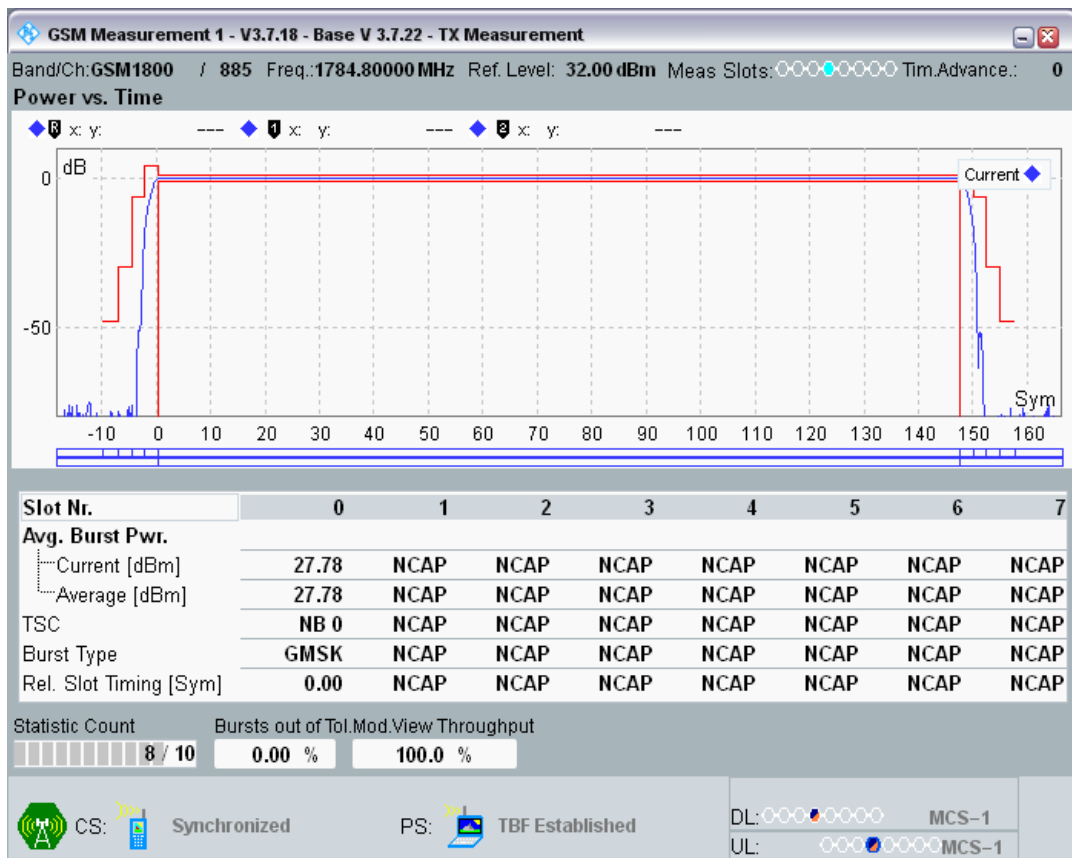 GSM Measurement 1 - V3.7.18 - Base V 3.7.22 - TX Measurement
Band/Ch:GSM1800 / 885 Freq.:1784.80000 MHz Ref. Level: 32.00 dBm Meas Slots: Tim.Advance.: 0
Power vs. Time
R x: y: --- 1 x: y: --- 2 x: y: ---
dB
0
Current
-50
Sym
-10 0 10 20 30 40 50 60 70 80 90 100 110 120 130 140 150 160
Slot Nr. 0 1 2 3 4 5 6 7
Avg. Burst Pwr.
Current [dBm] 27.78 NCAP NCAP NCAP NCAP NCAP NCAP NCAP
Average [dBm] 27.78 NCAP NCAP NCAP NCAP NCAP NCAP NCAP
TSC NB 0 NCAP NCAP NCAP NCAP NCAP NCAP NCAP
Burst Type GMSK NCAP NCAP NCAP NCAP NCAP NCAP NCAP
Rel. Slot Timing [Sym] 0.00 NCAP NCAP NCAP NCAP NCAP NCAP NCAP
Statistic Count Bursts out of Tol.Mod.View Throughput
8 / 10 0.00 % 100.0 %
CS: Synchronized PS: TBF Established
DL: MCS-1
UL: MCS-1